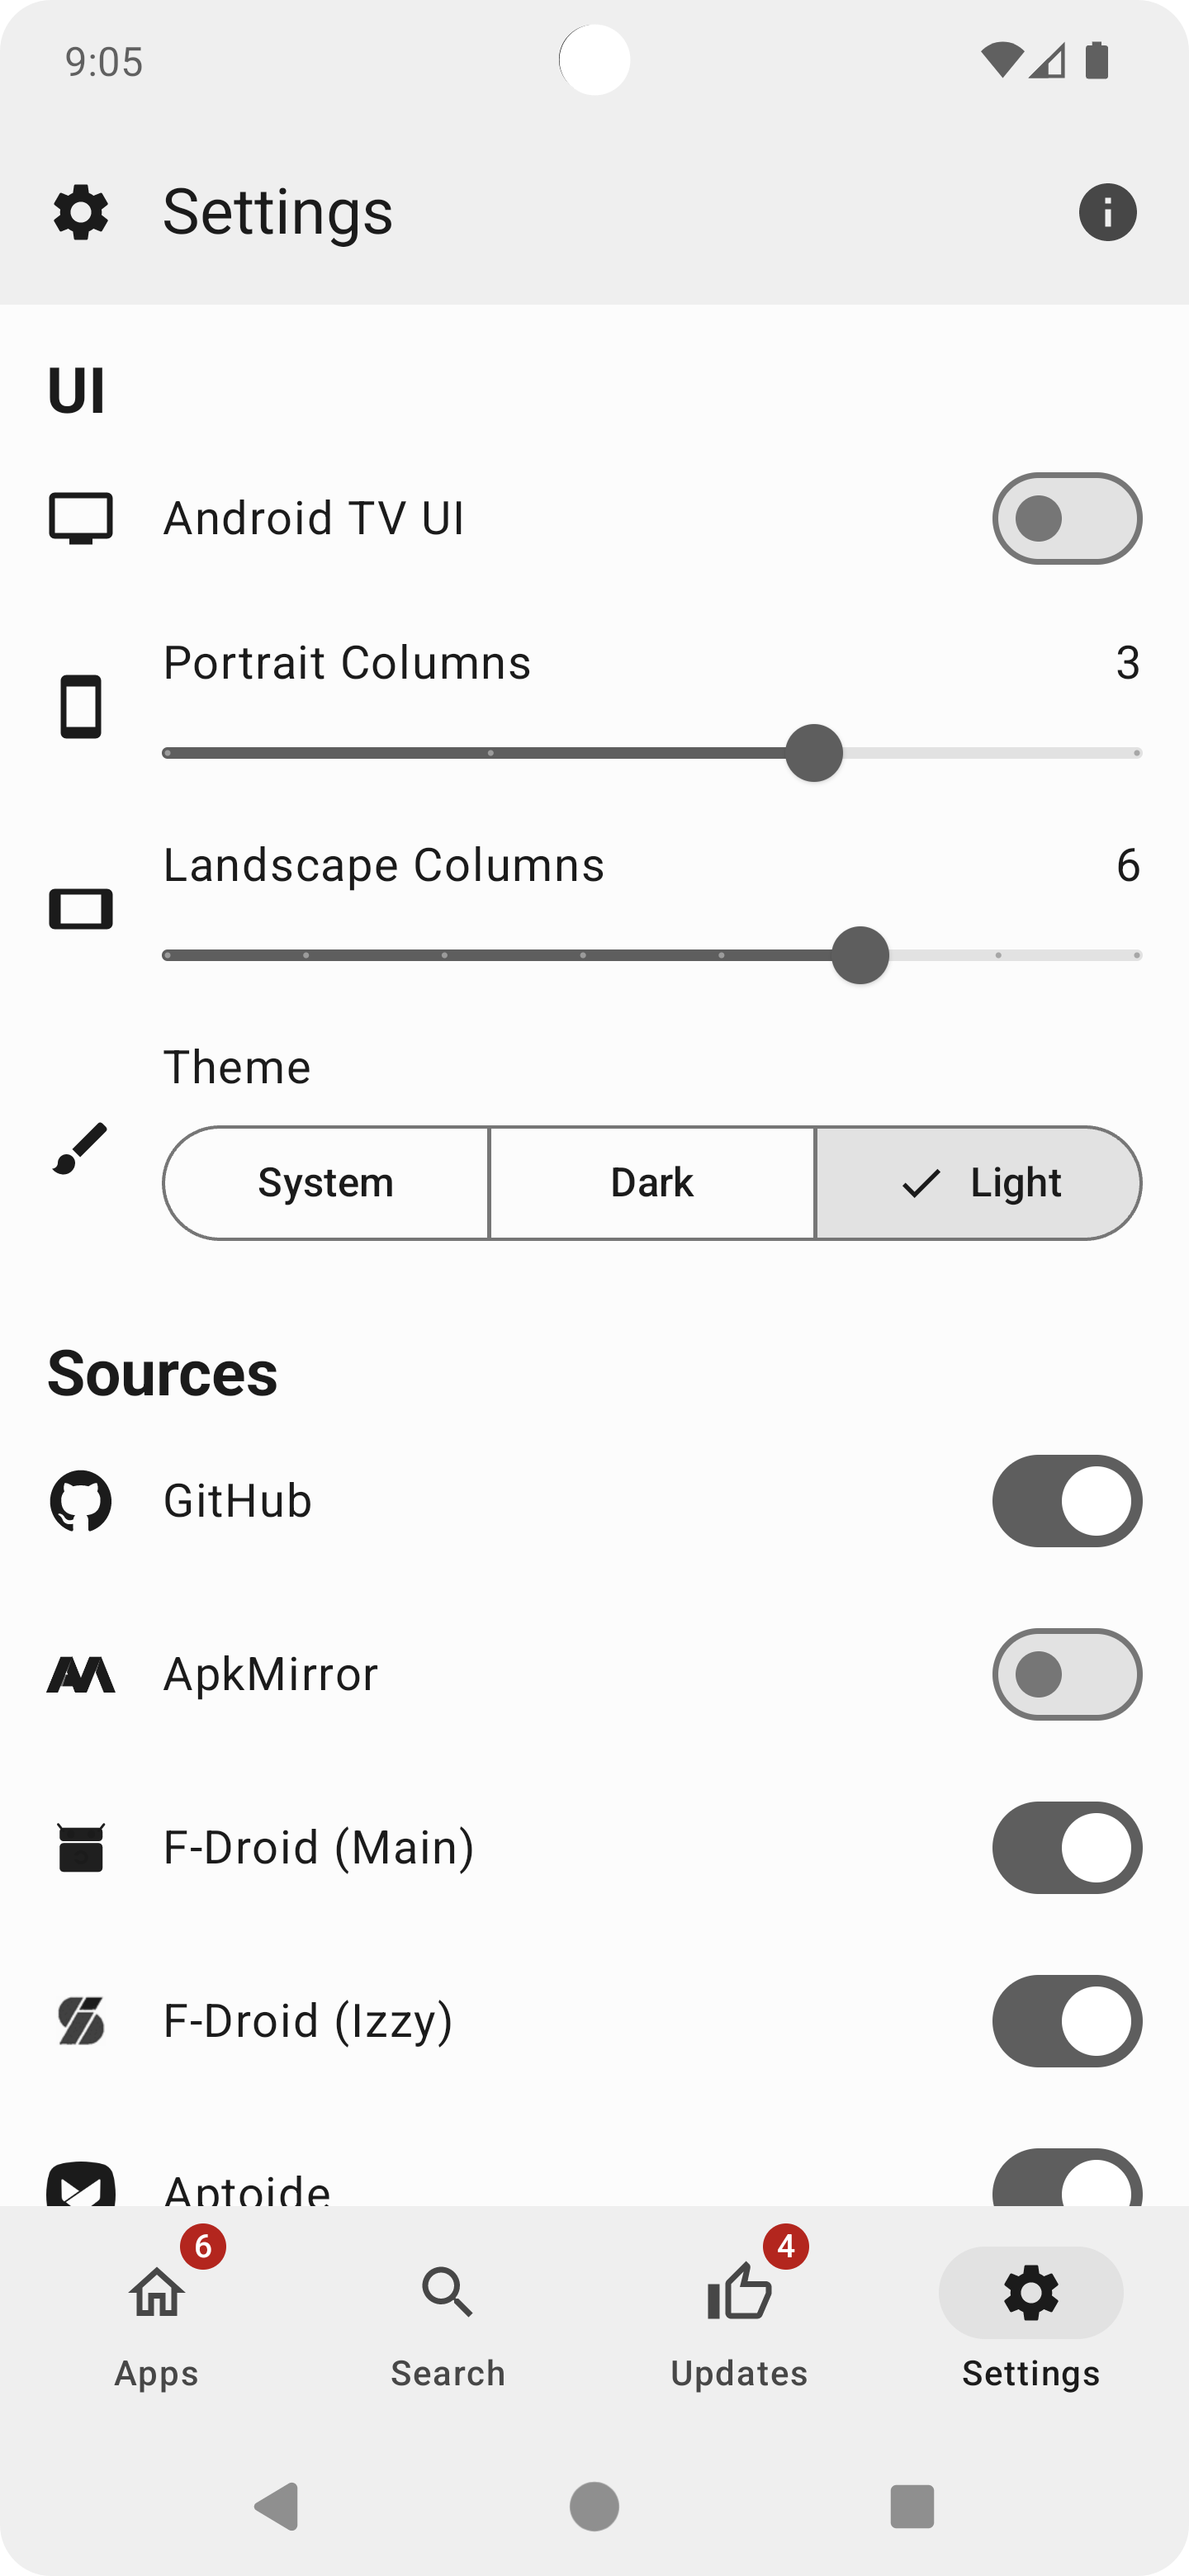 9:05
Settings
UI
Android TV UI
Portrait Columns 3
Landscape Columns 6
Theme
System Dark Light
Sources
GitHub
ApkMirror
F-Droid (Main)
F-Droid (Izzy)
Aptoide
6 4
Apps Search Updates Settings